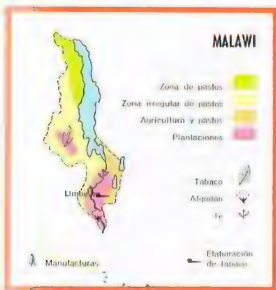 MALAWI
Zona de pastos
Zona irregular de pastos
Agricultura y pastos
Plantaciones
Tabaco
Algodón
Té
Limbe
Manufacturas
Elaboración
de tabaco